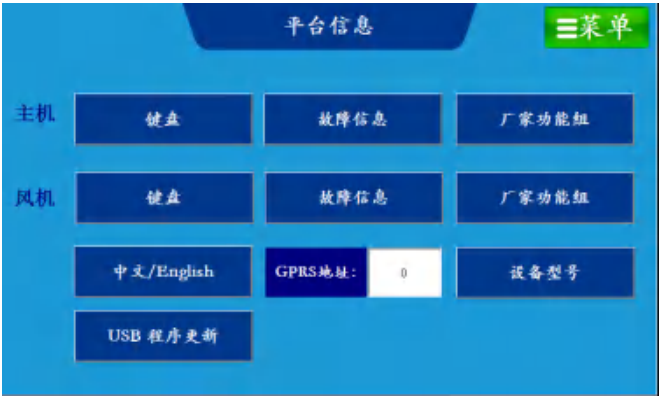 平台信息
菜单
主机
键盘
故障信息
厂家功能组
风机
键盘
故障信息
厂家功能组
中文/English
GPRS地址:
0
设备型号
USB 程序更新